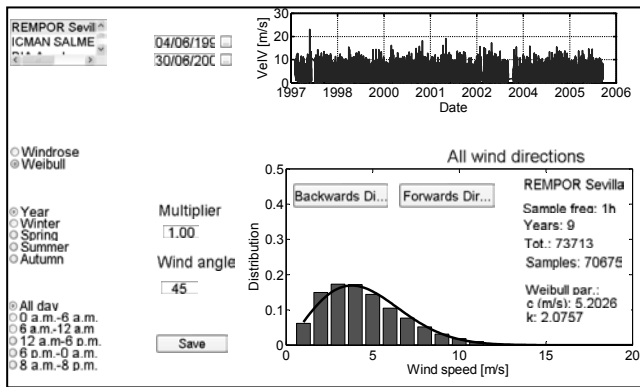 REMPOR Sevil
ICMAN SALME
04/06/199
30/06/200
VelV [m/s]
30
20
10
0
1997 1998 2000 2001 2002 2004 2005 2006
Date
Windrose
Weibull
Year
Winter
Spring
Summer
Autumn
All day
0 a.m.-6 a.m.
6 a.m.-12 a.m
12 a.m-6 p.m.
6 p.m.-0 a.m.
8 a.m.-8 p.m.
Multiplier
1.00
Wind angle
45
Save
All wind directions
Backwards Di...
Forwards Dir...
REMPOR Sevilla
Sample freq: 1h
Years: 9
Tot.: 73713
Samples: 70675
Weibull par.:
c (m/s): 5.2026
k: 2.0757
Distribution
0.5
0.4
0.3
0.2
0.1
0
0 5 10 15 20
Wind speed [m/s]